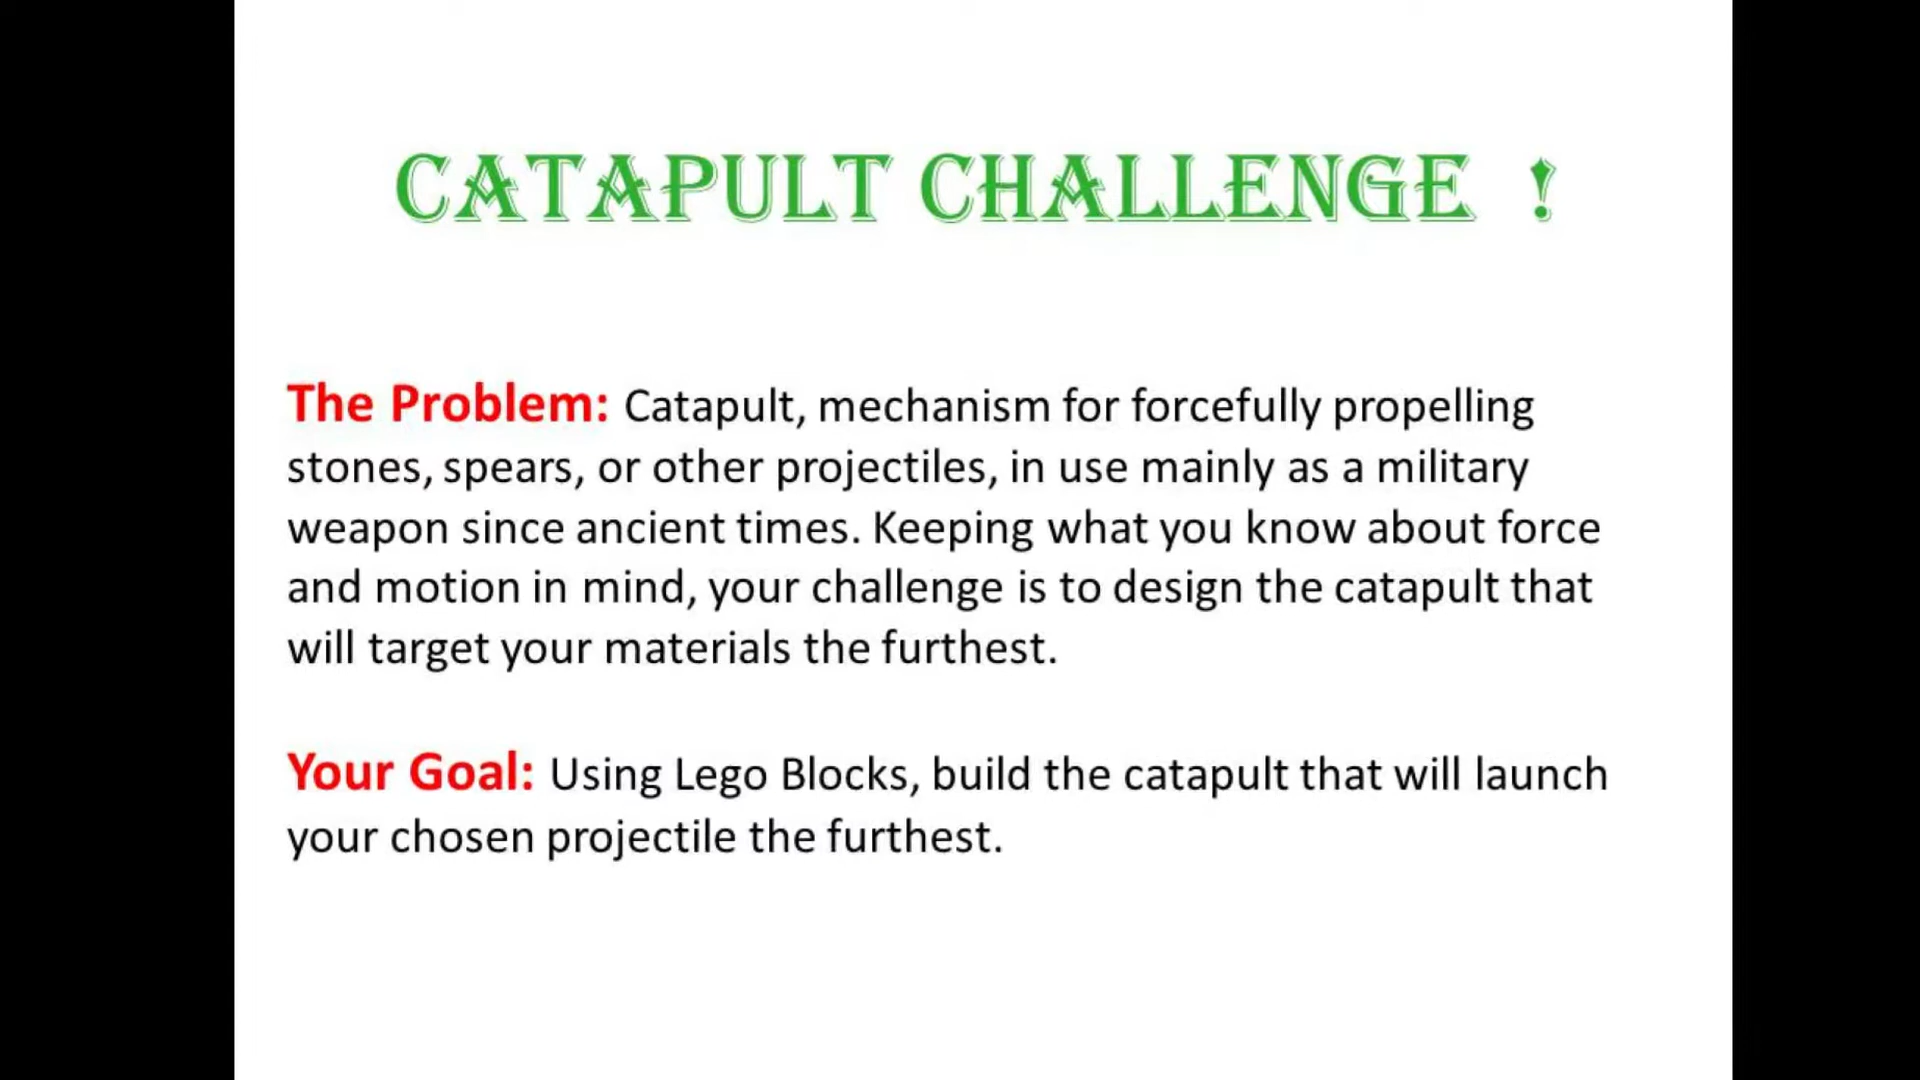 CATAPULT CHALLENGE !
The Problem: Catapult, mechanism for forcefully propelling
stones, spears, or other projectiles, in use mainly as a military
weapon since ancient times. Keeping what you know about force
and motion in mind, your challenge is to design the catapult that
will target your materials the furthest.
Your Goal: Using Lego Blocks, build the catapult that will launch
your chosen projectile the furthest.